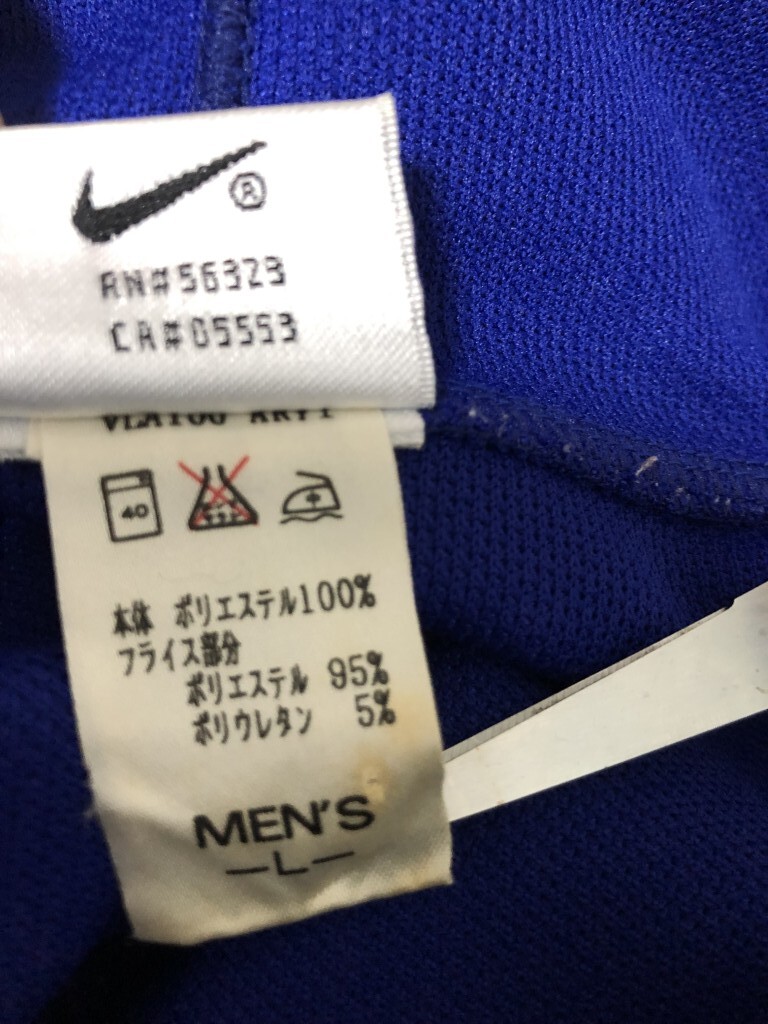 ®
RN#56323
CA#05553
40
中
本体 ポリエステル100%
フライス部分
ポリエステル 95%
ポリウレタン 5%
MEN'S
—L—